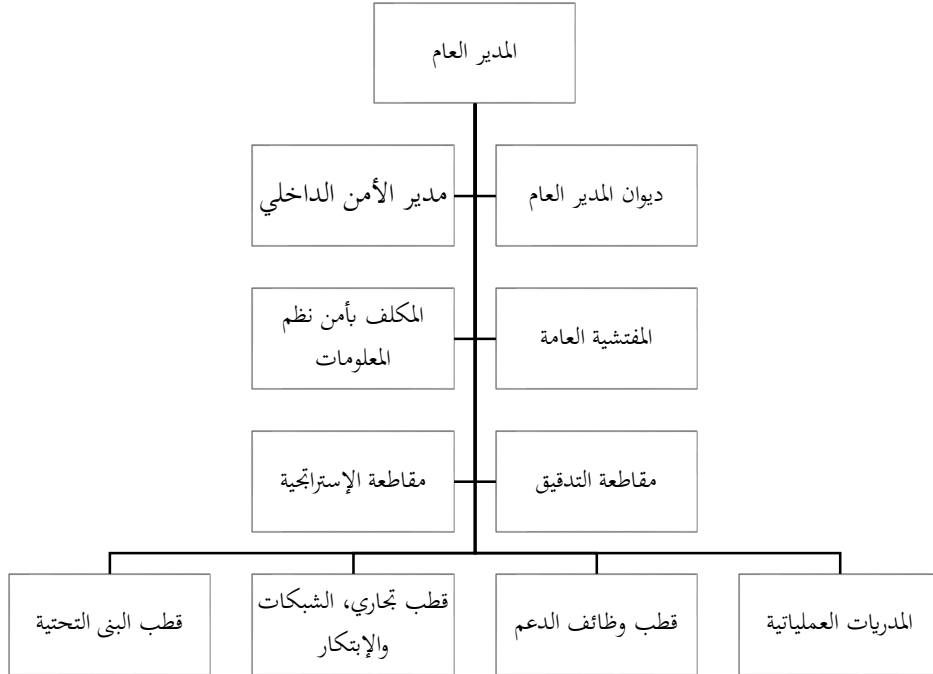 المدير العام
ديوان المدير العام
مدير الأمن الداخلي
المفتشية العامة
المكلف بأمن نظم
المعلومات
مقاطعة التدقيق
مقاطعة الإستراتجية
المدريات العملياتية
قطب وظائف الدعم
قطب تجاري، الشبكات
والإبتكار
قطب البنى التحتية